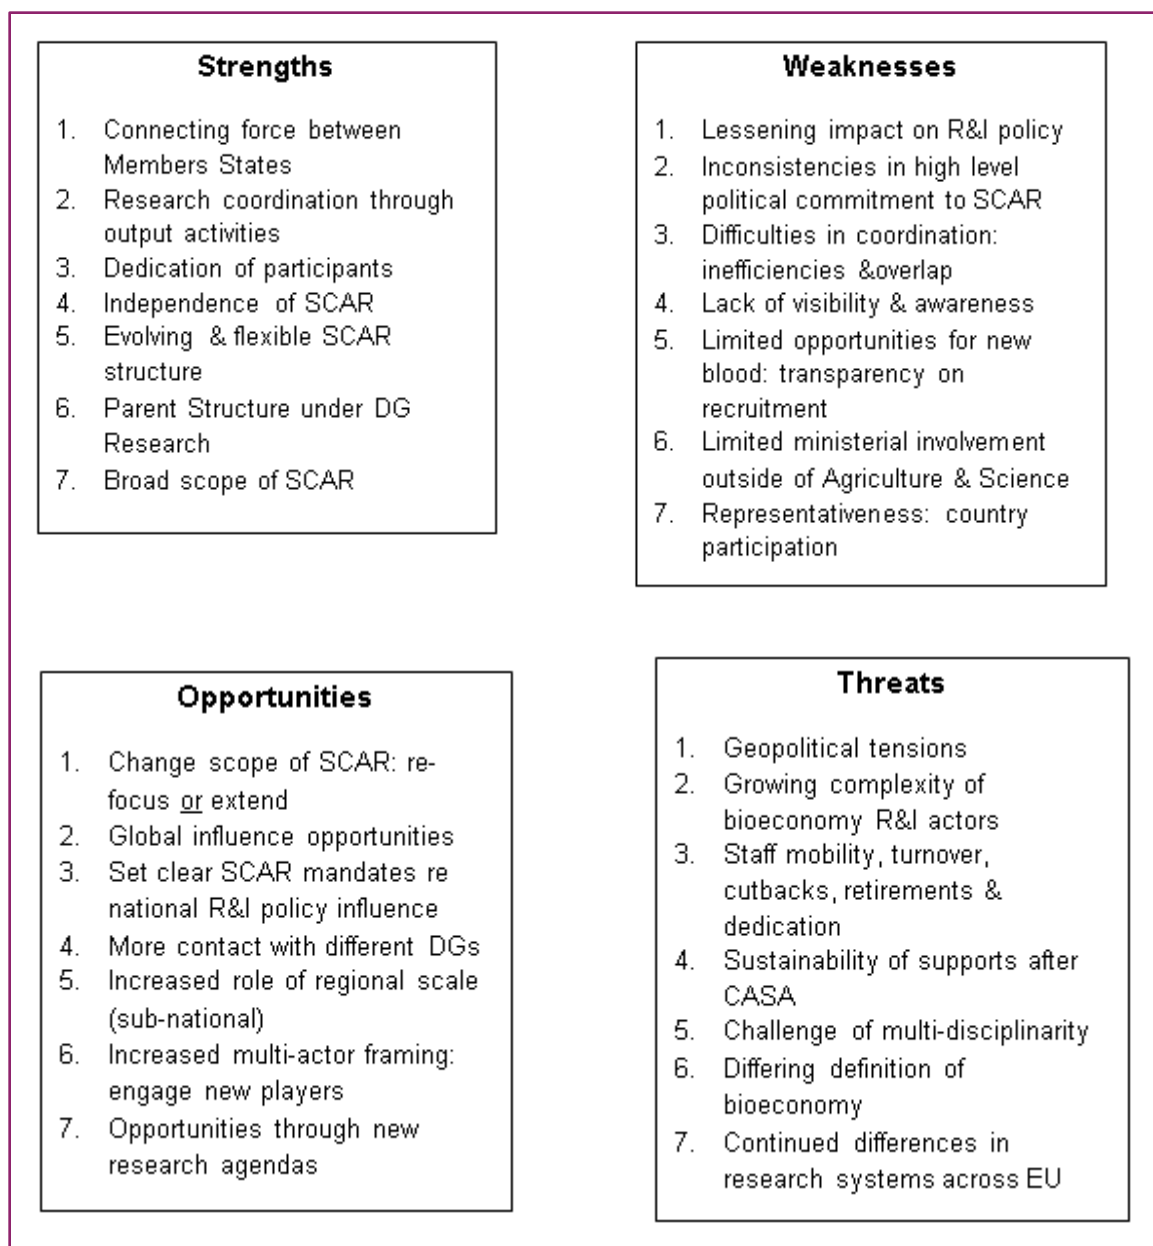 Strengths
1. Connecting force between
Members States
2. Research coordination through
output activities
3. Dedication of participants
4. Independence of SCAR
5. Evolving & flexible SCAR
structure
6. Parent Structure under DG
Research
7. Broad scope of SCAR
Weaknesses
1. Lessening impact on R&I policy
2. Inconsistencies in high level
political commitment to SCAR
3. Difficulties in coordination:
inefficiencies &overlap
4. Lack of visibility & awareness
5. Limited opportunities for new
blood: transparency on
recruitment
6. Limited ministerial involvement
outside of Agriculture & Science
7. Representativeness: country
participation
Opportunities
1. Change scope of SCAR: re-
focus or extend
2. Global influence opportunities
3. Set clear SCAR mandates re
national R&I policy influence
4. More contact with different DGs
5. Increased role of regional scale
(sub-national)
6. Increased multi-actor framing:
engage new players
7. Opportunities through new
research agendas
Threats
1. Geopolitical tensions
2. Growing complexity of
bioeconomy R&I actors
3. Staff mobility, turnover,
cutbacks, retirements &
dedication
4. Sustainability of supports after
CASA
5. Challenge of multi-disciplinarity
6. Differing definition of
bioeconomy
7. Continued differences in
research systems across EU